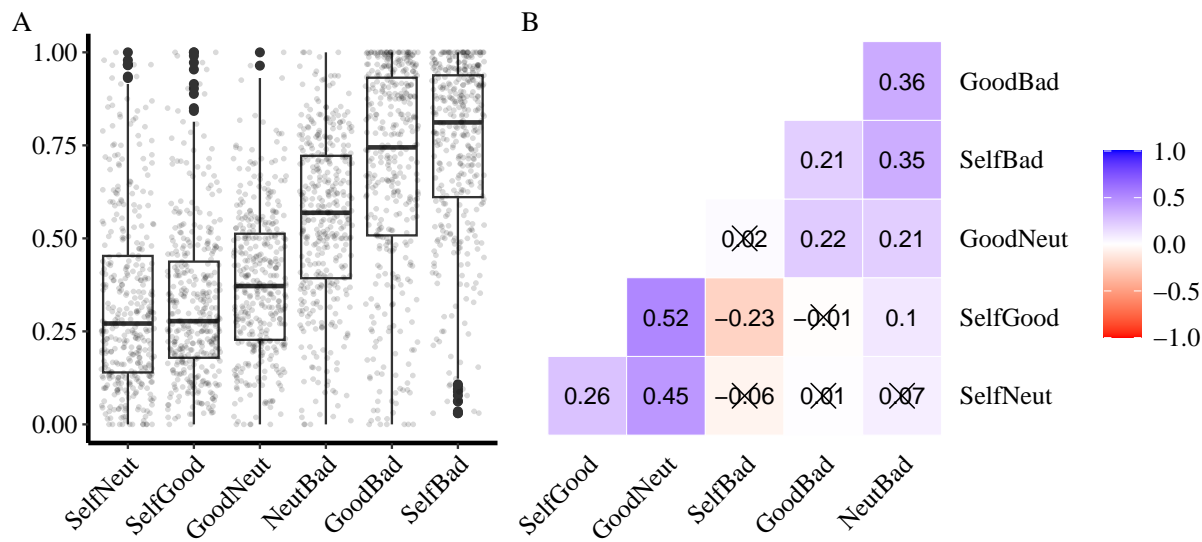 A
1.00
0.75
0.50
0.25
0.00
SelfNeut
SelfGood
GoodNeut
NeutBad
GoodBad
SelfBad
B
0.36 GoodBad
0.21 0.35 SelfBad
0.02 0.22 0.21 GoodNeut
0.52 −0.23 −0.01 0.1 SelfGood
0.26 0.45 −0.06 0.01 0.07 SelfNeut
SelfGood
GoodNeut
SelfBad
GoodBad
NeutBad
1.0
0.5
0.0
−0.5
−1.0